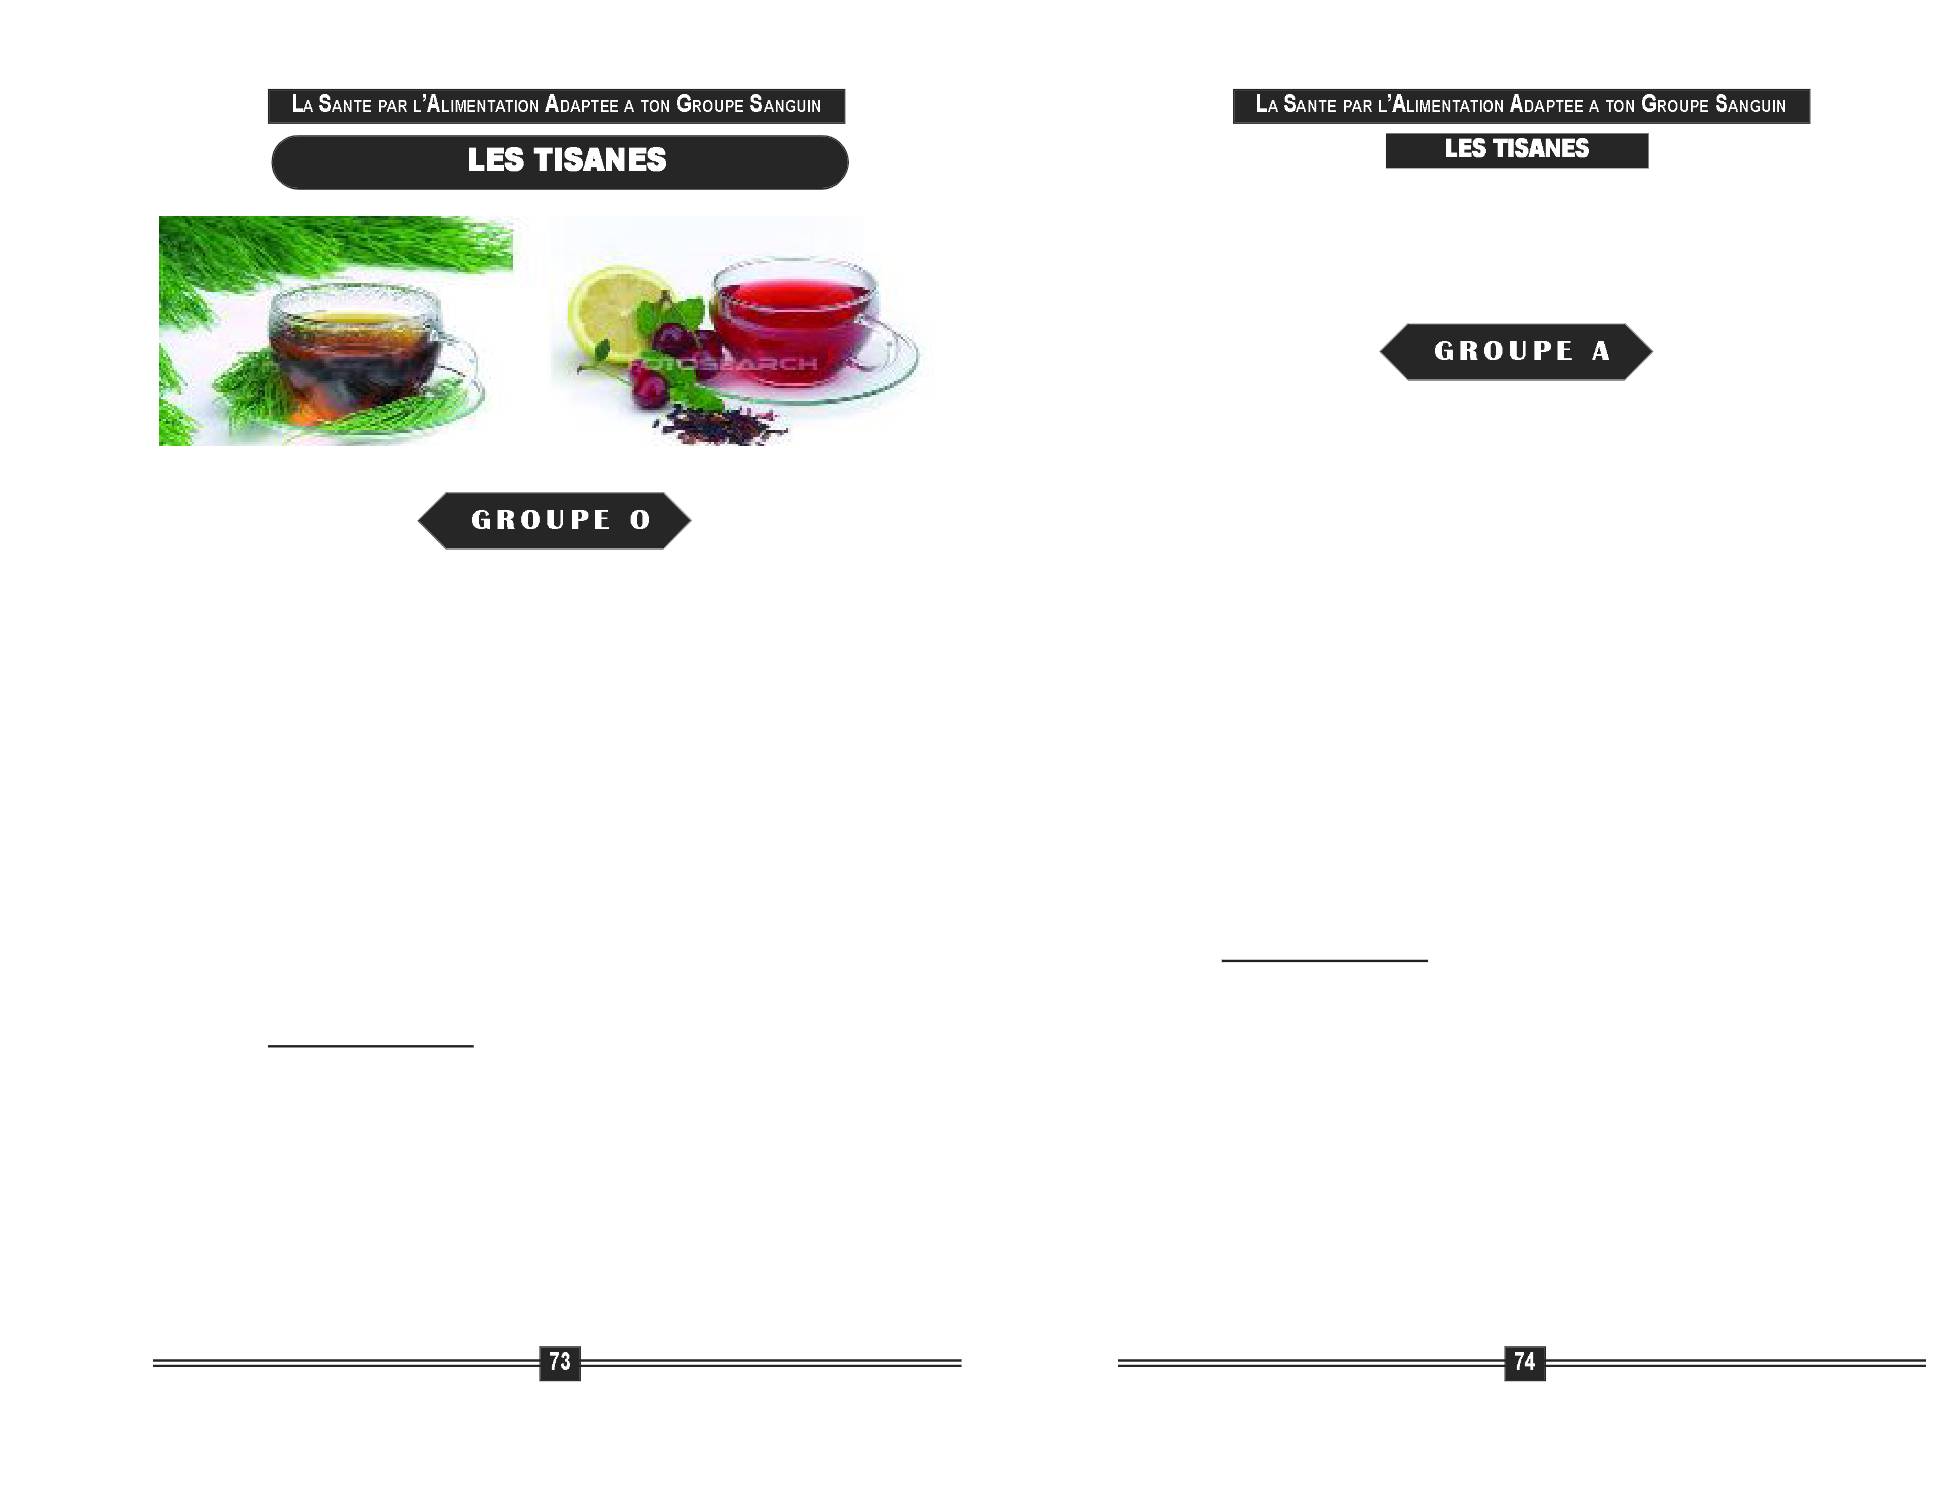 LA SANTE PAR L'ALIMENTATION ADAPTEE A TON GROUPE SANGUIN
LES TISANES
FOTOSEARCH
GROUPE O
73
LA SANTE PAR L'ALIMENTATION ADAPTEE A TON GROUPE SANGUIN
LES TISANES
GROUPE A
74